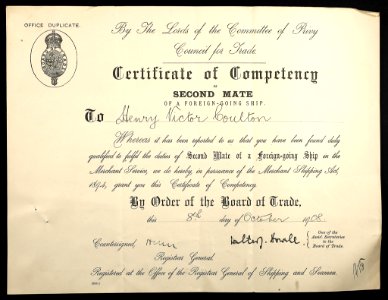 OFFICE DUPLICATE.
By The Lords of the Committee of Privy
Council for Trade.
Certificate of Competency
AS
SECOND MATE
OF A FOREIGN-GOING SHIP.
To Henry Victor Coulton
Whereas it has been reported to us that you have been found duly
qualified to fulfil the duties of Second Mate of a Foreign-going Ship in the
Merchant Service, we do hereby, in pursuance of the Merchant Shipping Act,
1894, grant you this Certificate of Competency.
By Order of the Board of Trade,
this 8th day of October 1908.
Countersigned,
One of the
Asst. Secretaries
to the
Board of Trade.
Registrar General.
Registered at the Office of the Registrar General of Shipping and Seamen.